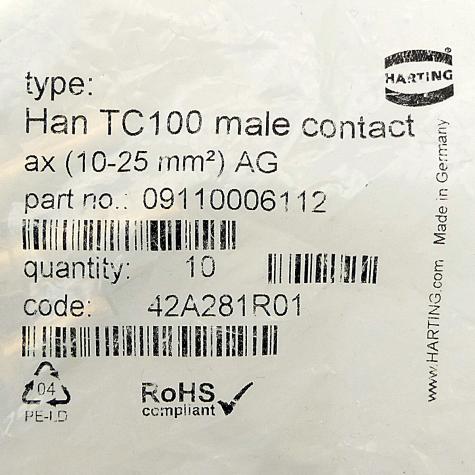 HARTING
type:
Han TC100 male contact
ax (10-25 mm²) AG
part no.: 09110006112
quantity: 10
code: 42A281R01
04
PE-LD
RoHS
compliant
www.HARTING.com Made in Germany